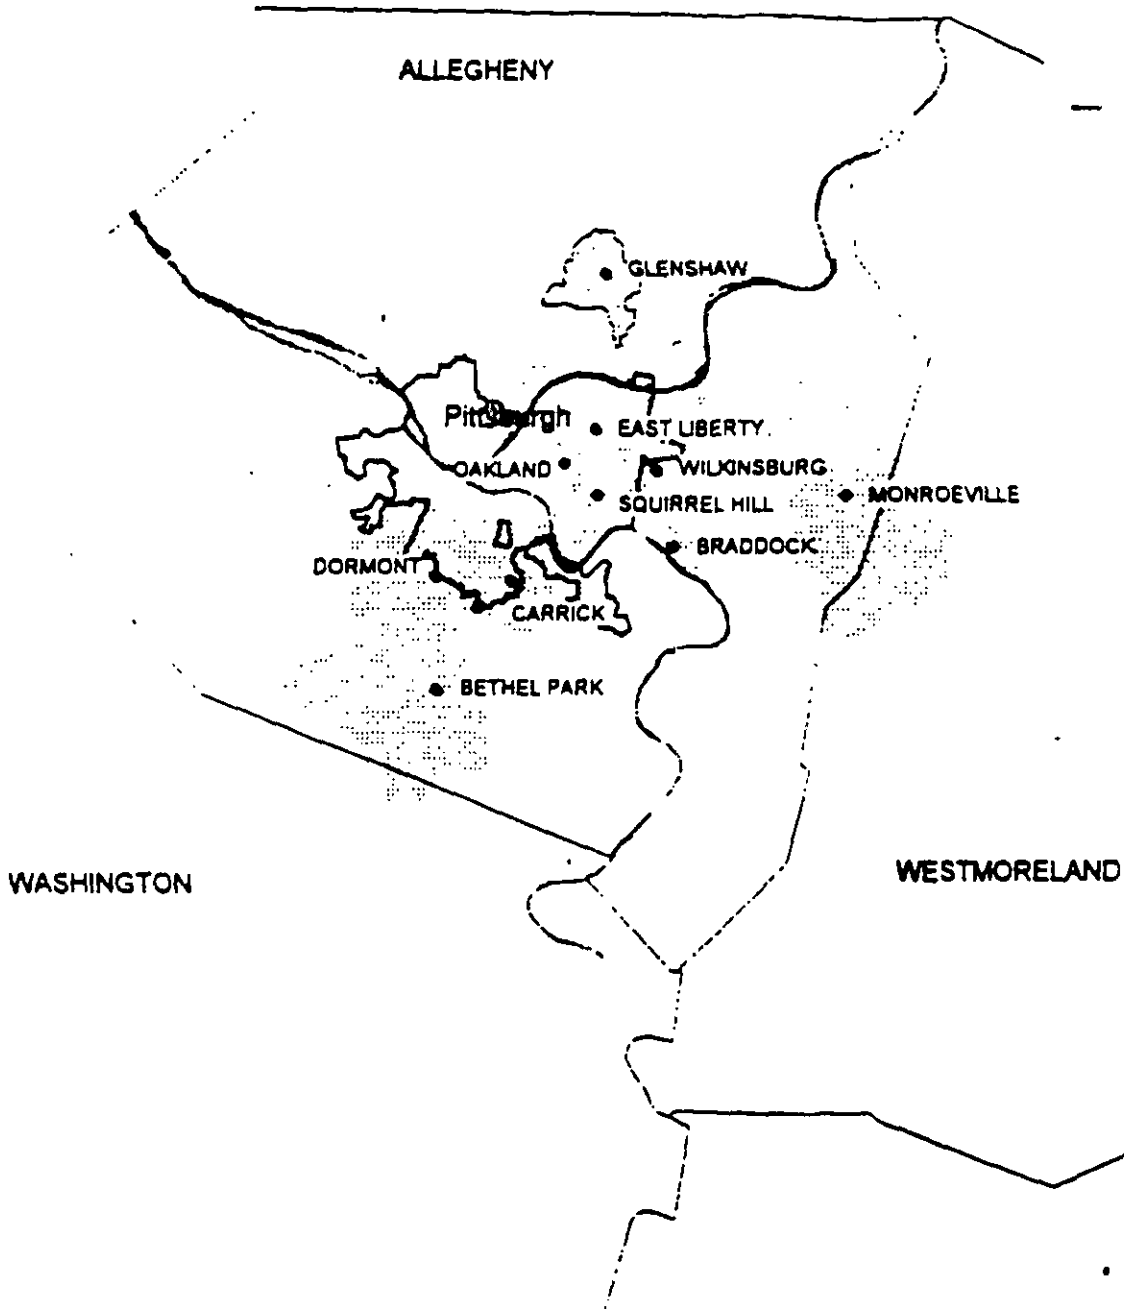 ALLEGHENY
GLENSHAW
Pittsburgh
EAST LIBERTY
OAKLAND
WILKINSBURG
SQUIRREL HILL
MONROEVILLE
BRADDOCK
DORMONT
CARRICK
BETHEL PARK
WASHINGTON
WESTMORELAND